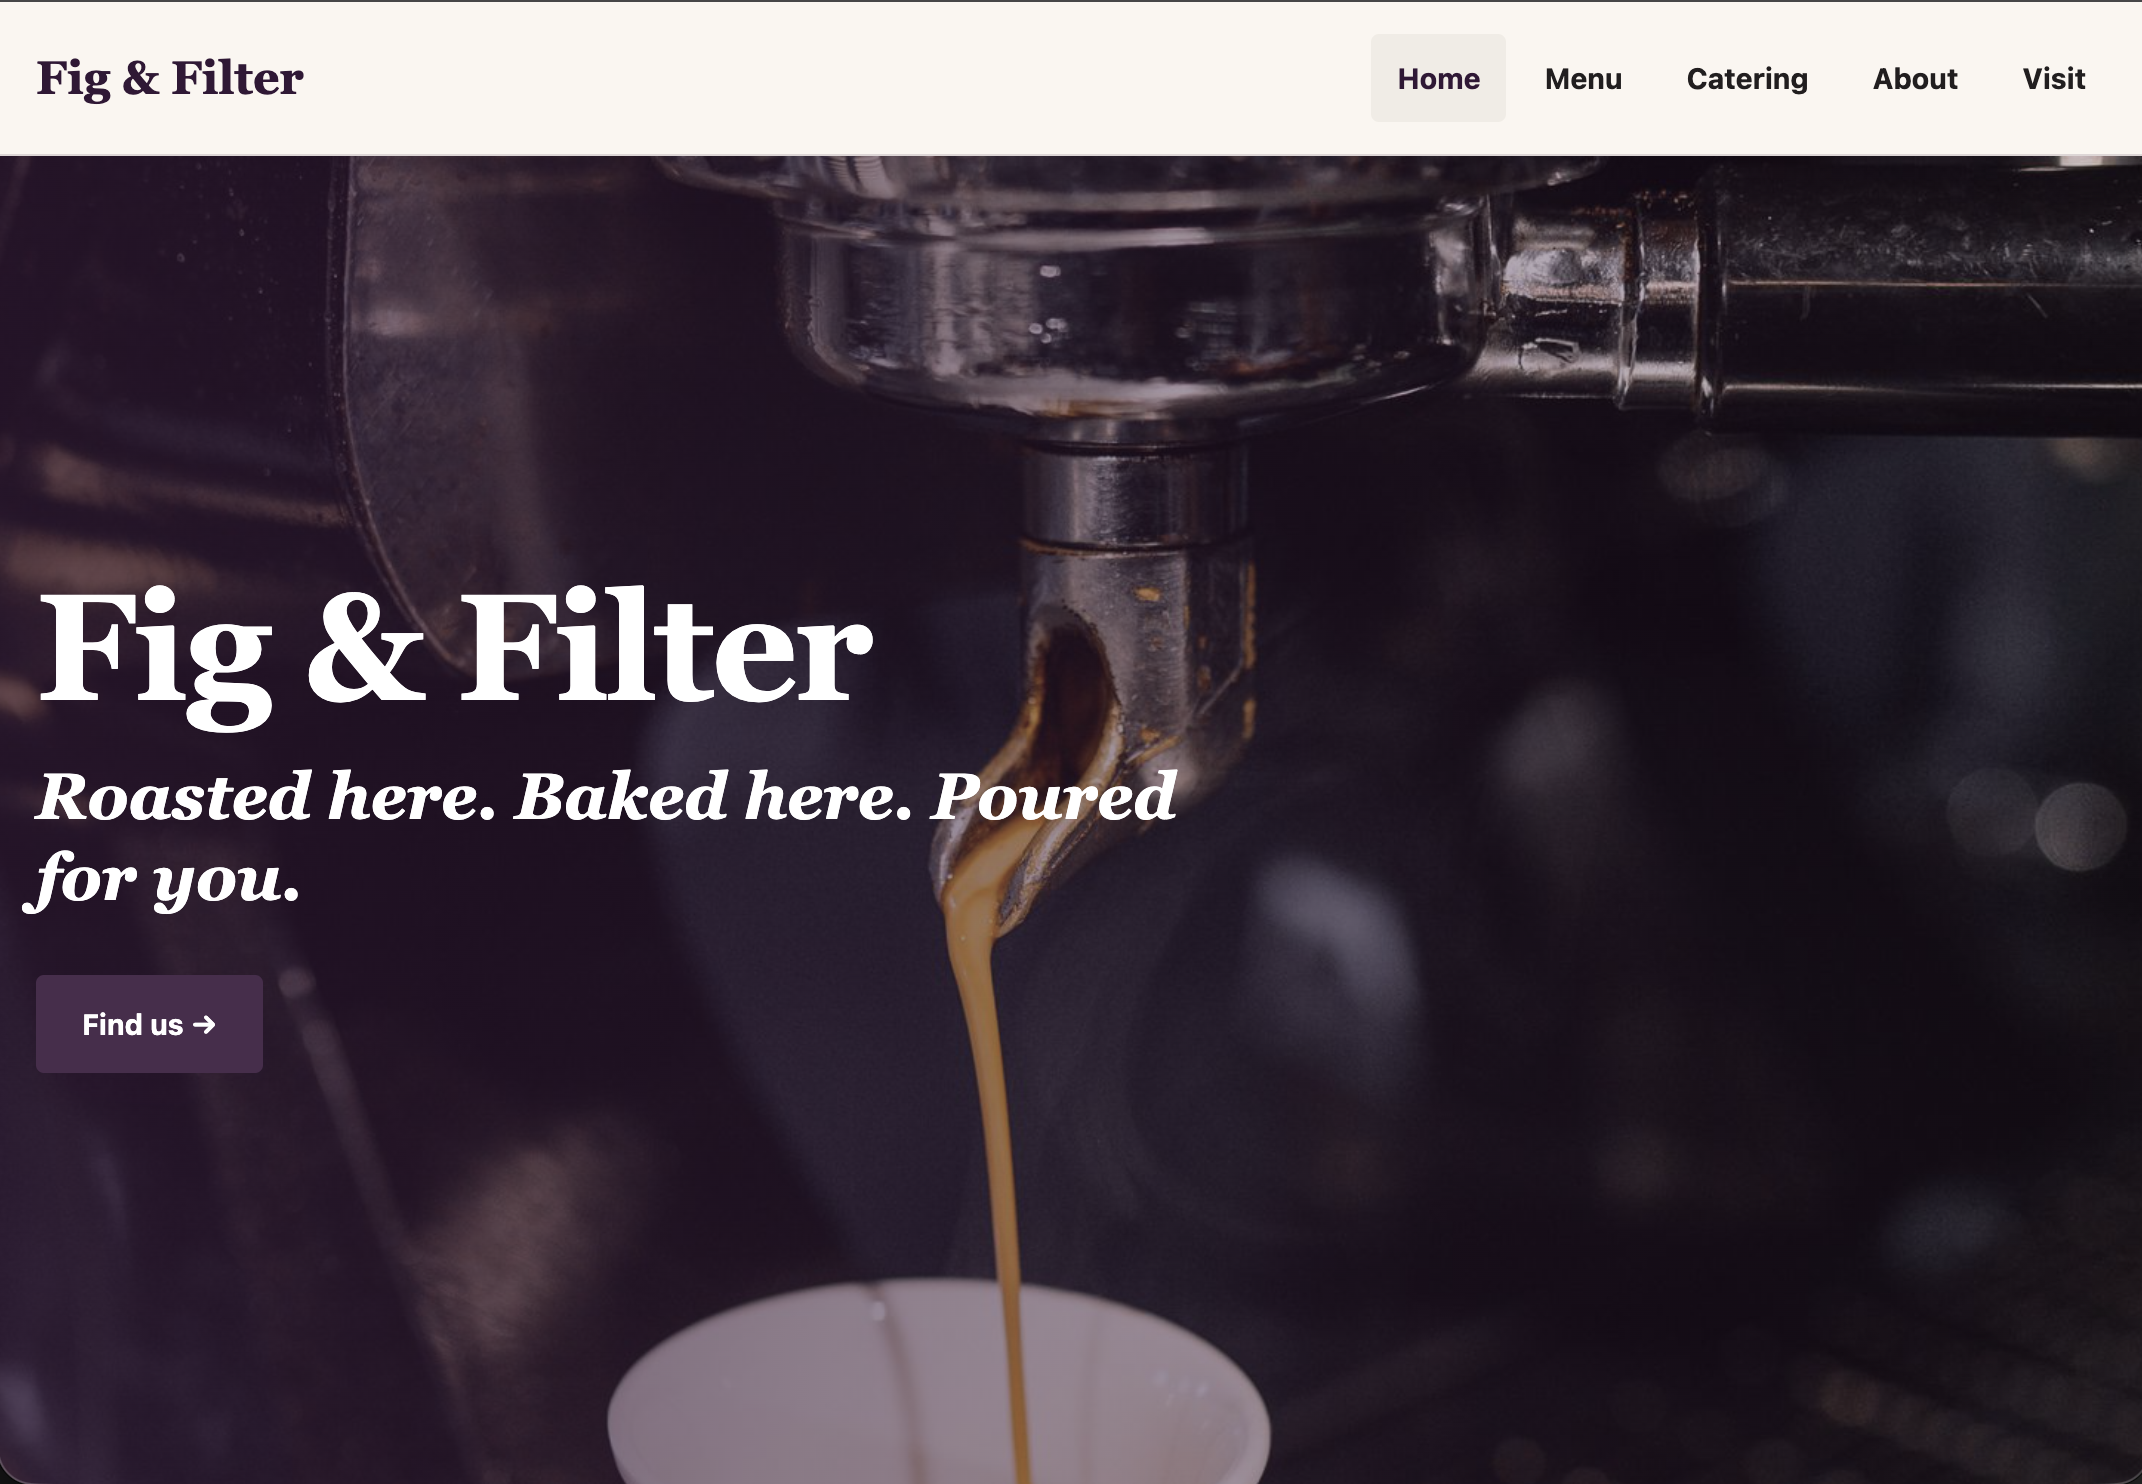 Fig & Filter
Home
Menu
Catering
About
Visit
Fig & Filter
Roasted here. Baked here. Poured
for you.
Find us →